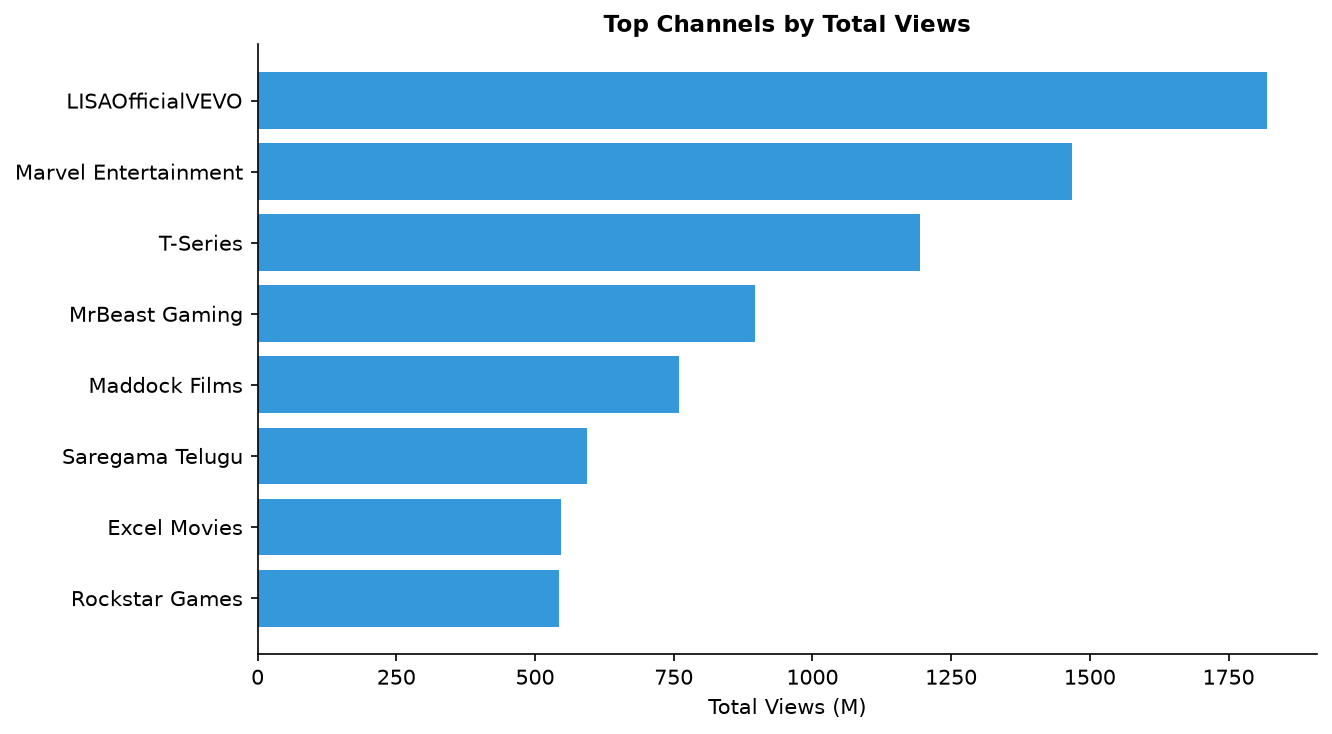 Top Channels by Total Views
LISAOfficialVEVO
Marvel Entertainment
T-Series
MrBeast Gaming
Maddock Films
Saregama Telugu
Excel Movies
Rockstar Games
0 250 500 750 1000 1250 1500 1750
Total Views (M)